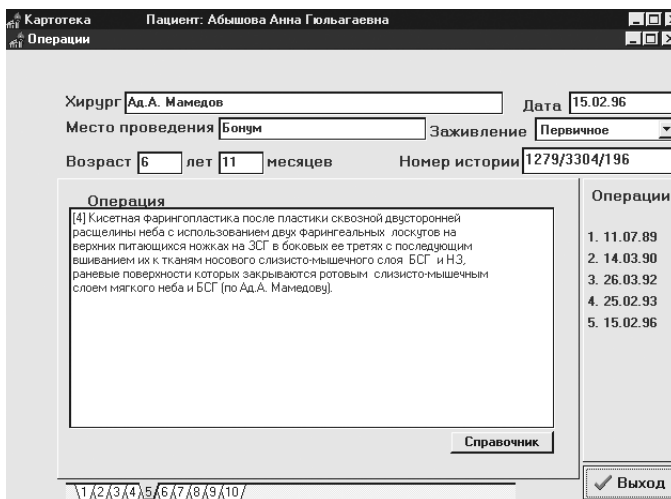 Картотека Пациент: Абышова Анна Гюльагаевна
Операции
Хирург Ад.А. Мамедов Дата 15.02.96
Место проведения Бонум Заживление Первичное
Возраст 6 лет 11 месяцев Номер истории 1279/3304/196
Операция
[4] Кисетная фарингопластика после пластики сквозной двусторонней
расщелины неба с использованием двух фарингеальных лоскутов на
верхних питающихся ножках на ЗСГ в боковых ее третях с последующим
вшиванием их к тканям носового слизисто-мышечного слоя БСГ и НЗ,
раневые поверхности которых закрываются ротовым слизисто-мышечным
слоем мягкого неба и БСГ (по Ад.А. Мамедову).
Операции
1. 11.07.89
2. 14.03.90
3. 26.03.92
4. 25.02.93
5. 15.02.96
Справочник
\1/2/3/4\5/6/7/8/9/10/
Выход